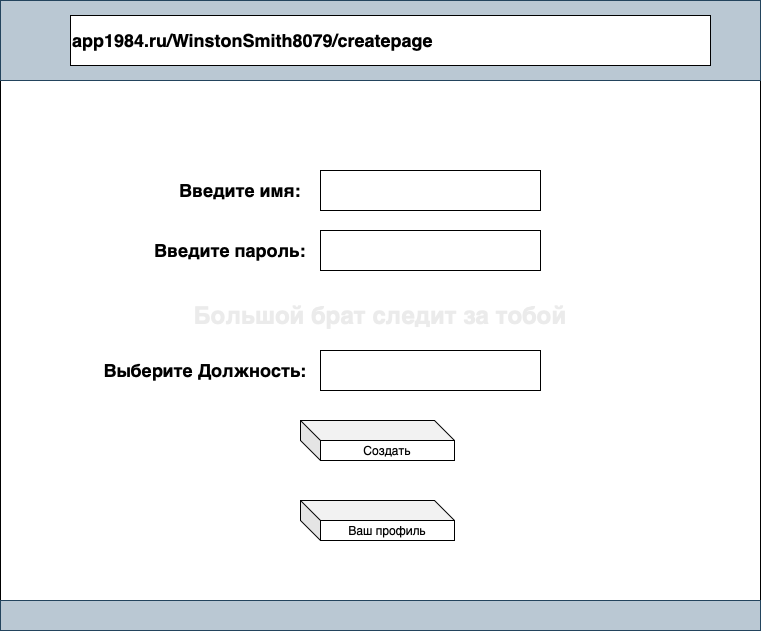 app1984.ru/WinstonSmith8079/createpage
Введите имя:
Введите пароль:
Большой брат следит за тобой
Выберите Должность:
Создать
Ваш профиль